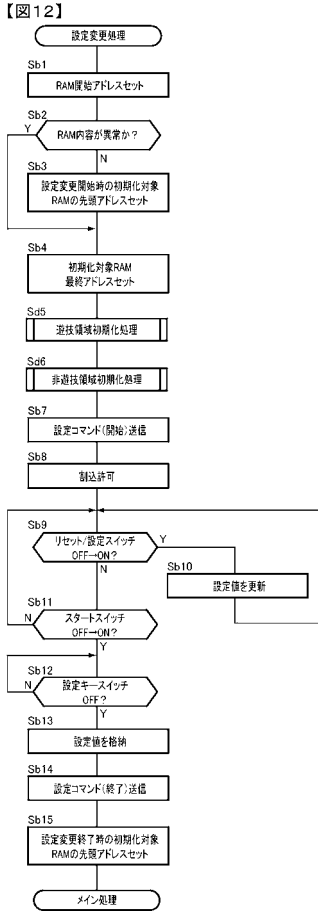 【図12】
設定変更処理
Sb1
RAM開始アドレスセット
Sb2
RAM内容が異常か？
Y
N
Sb3
設定変更開始時の初期化対象
RAMの先頭アドレスセット
Sb4
初期化対象RAM
最終アドレスセット
Sd5
遊技領域初期化処理
Sd6
非遊技領域初期化処理
Sb7
設定コマンド(開始)送信
Sb8
割込許可
Sb9
リセット/設定スイッチ
OFF→ON？
Y
N
Sb10
設定値を更新
Sb11
スタートスイッチ
OFF→ON？
N
Y
Sb12
設定キースイッチ
OFF？
N
Y
Sb13
設定値を格納
Sb14
設定コマンド(終了)送信
Sb15
設定変更終了時の初期化対象
RAMの先頭アドレスセット
メイン処理